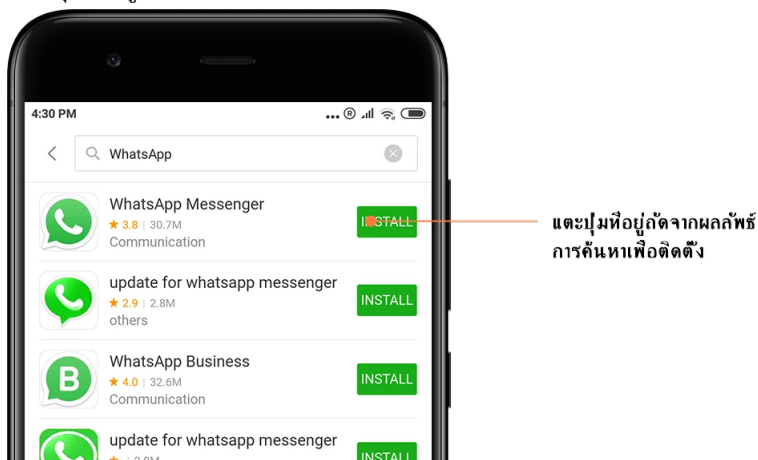 4:30 PM
WhatsApp
WhatsApp Messenger
★ 3.8 | 30.7M
Communication
INSTALL
แตะปุ่มที่อยู่ถัดจากผลลัพธ์
การค้นหาเพื่อติดตั้ง
update for whatsapp messenger
★ 2.9 | 2.8M
others
INSTALL
WhatsApp Business
★ 4.0 | 32.6M
Communication
INSTALL
update for whatsapp messenger
INSTALL